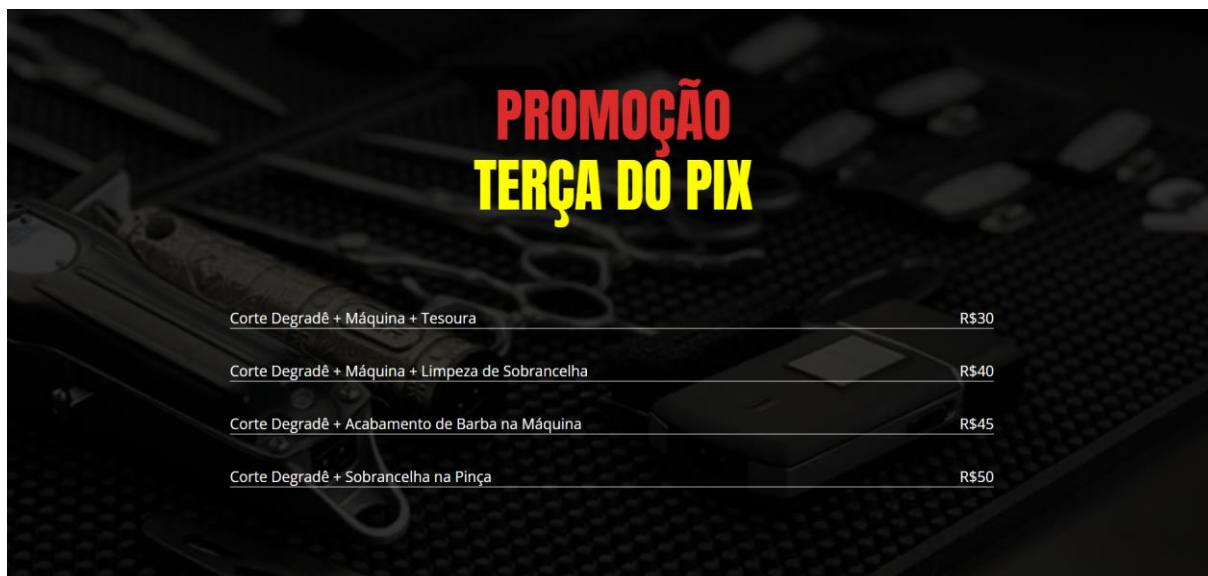 PROMOÇÃO
TERÇA DO PIX
Corte Degradê + Máquina + Tesoura R$30
Corte Degradê + Máquina + Limpeza de Sobrancelha R$40
Corte Degradê + Acabamento de Barba na Máquina R$45
Corte Degradê + Sobrancelha na Pinça R$50